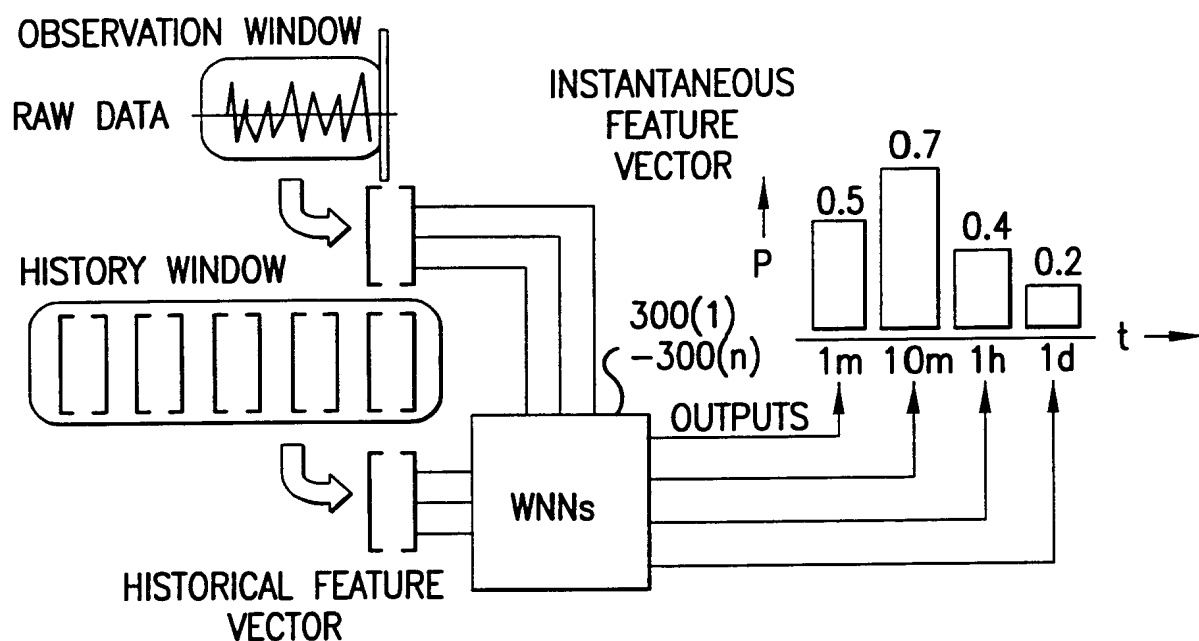 OBSERVATION WINDOW
RAW DATA
INSTANTANEOUS
FEATURE
VECTOR
P
0.5
0.7
0.4
0.2
1m
10m
1h
1d
t
HISTORY WINDOW
300(1)
-300(n)
OUTPUTS
WNNs
HISTORICAL FEATURE
VECTOR